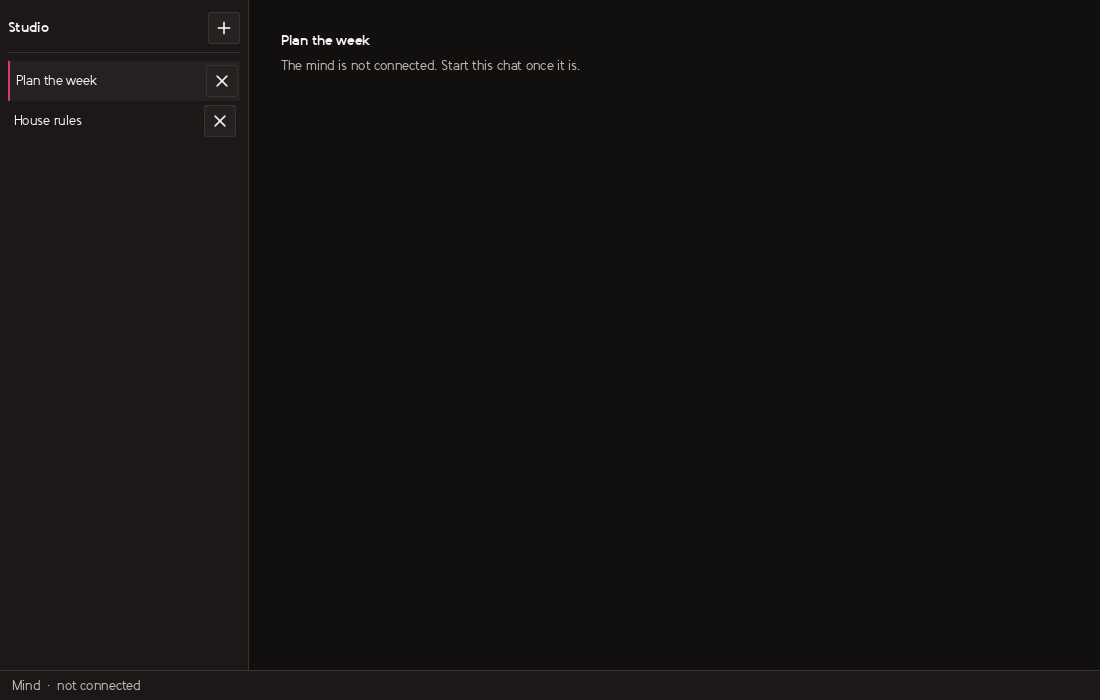 Studio
Plan the week
House rules
Plan the week
The mind is not connected. Start this chat once it is.
Mind · not connected